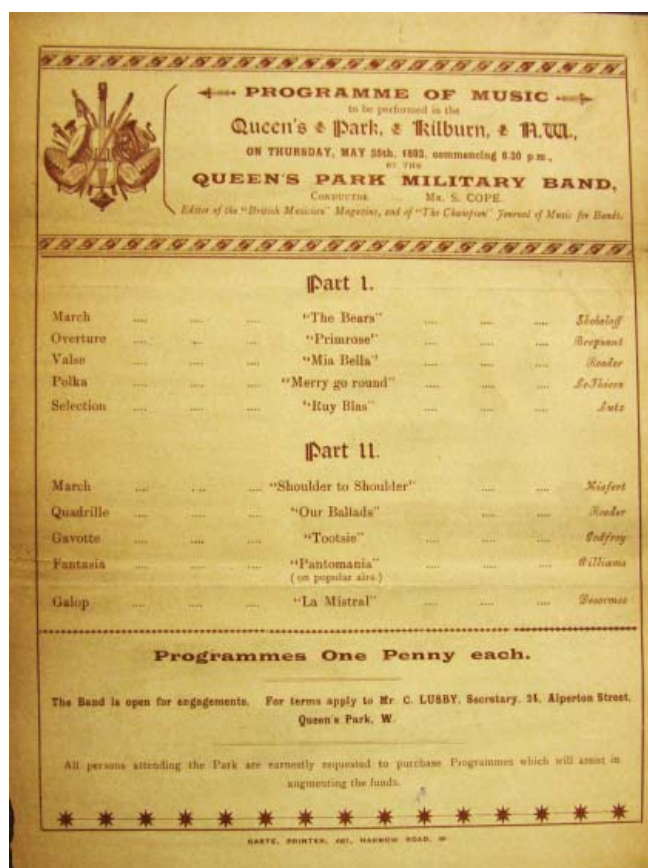 PROGRAMME OF MUSIC
to be performed in the
Queen's Park, Kilburn, N.W.,
ON THURSDAY, MAY 25th, 1893, commencing 6.30 p.m.,
BY THE
QUEEN'S PARK MILITARY BAND,
CONDUCTOR .... MR. S. COPE.
Editor of the "British Musician" Magazine, and of "The Champion" Journal of Music for Bands.
Part I.
March .... .... .... "The Bears" .... .... .... Skobeloff
Overture .... .... .... "Primrose" .... .... .... Brepsant
Valse .... .... .... "Mia Bella" .... .... .... Roeder
Polka .... .... .... "Merry go round" .... .... .... Le Thiere
Selection .... .... .... "Ruy Blas" .... .... .... Lutz
Part II.
March .... .... .... "Shoulder to Shoulder" .... .... Kiefert
Quadrille .... .... .... "Our Ballads" .... .... Roeder
Gavotte .... .... .... "Tootsie" .... .... .... Godfrey
Fantasia .... .... .... "Pantomania" .... .... .... Williams
(on popular airs.)
Galop .... .... .... "La Mistral" .... .... .... Desormes
Programmes One Penny each.
The Band is open for engagements. For terms apply to Mr. C. LUSBY, Secretary, 24, Alperton Street,
Queen's Park, W.
All persons attending the Park are earnestly requested to purchase Programmes which will assist in
augmenting the funds.
PRINTER, HARROW ROAD, W